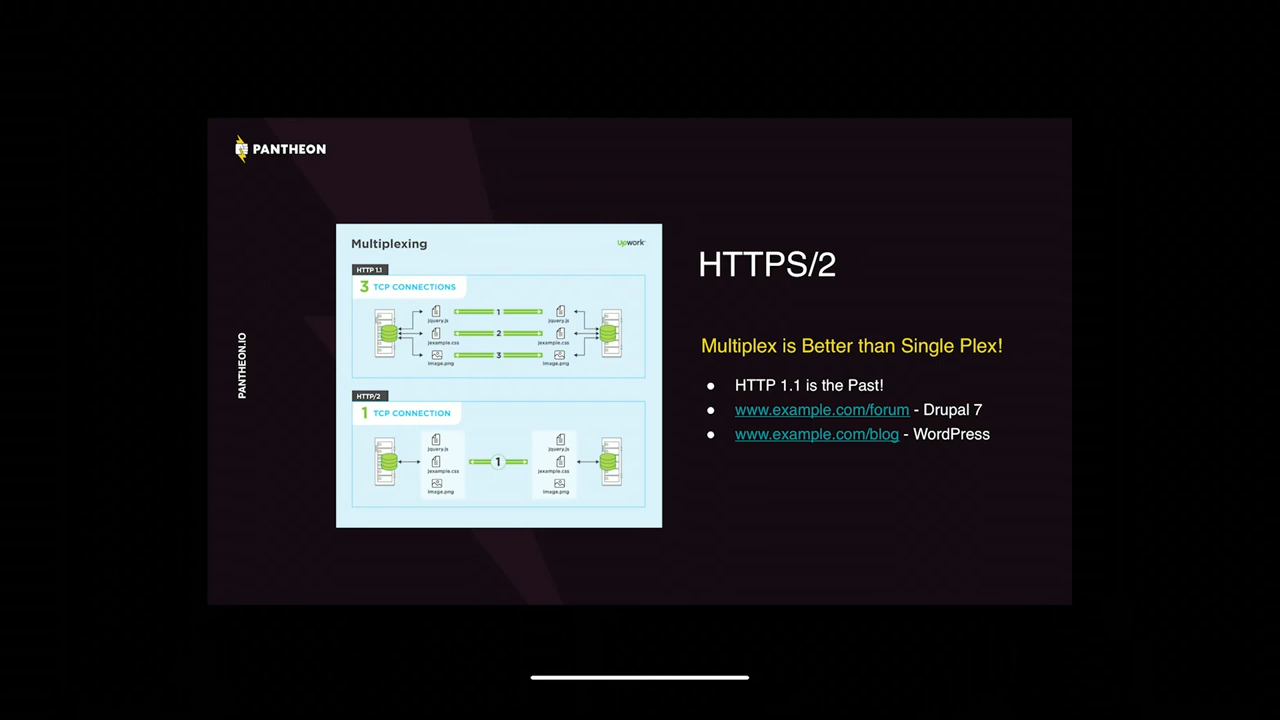 PANTHEON
PANTHEON.IO
Multiplexing
Upwork
HTTP 1.1
3 TCP CONNECTIONS
jquery.js
1
jquery.js
jexample.css
2
jexample.css
image.png
3
image.png
HTTP/2
1 TCP CONNECTION
jquery.js
jquery.js
jexample.css
1
jexample.css
image.png
image.png
HTTPS/2
Multiplex is Better than Single Plex!
● HTTP 1.1 is the Past!
● www.example.com/forum - Drupal 7
● www.example.com/blog - WordPress